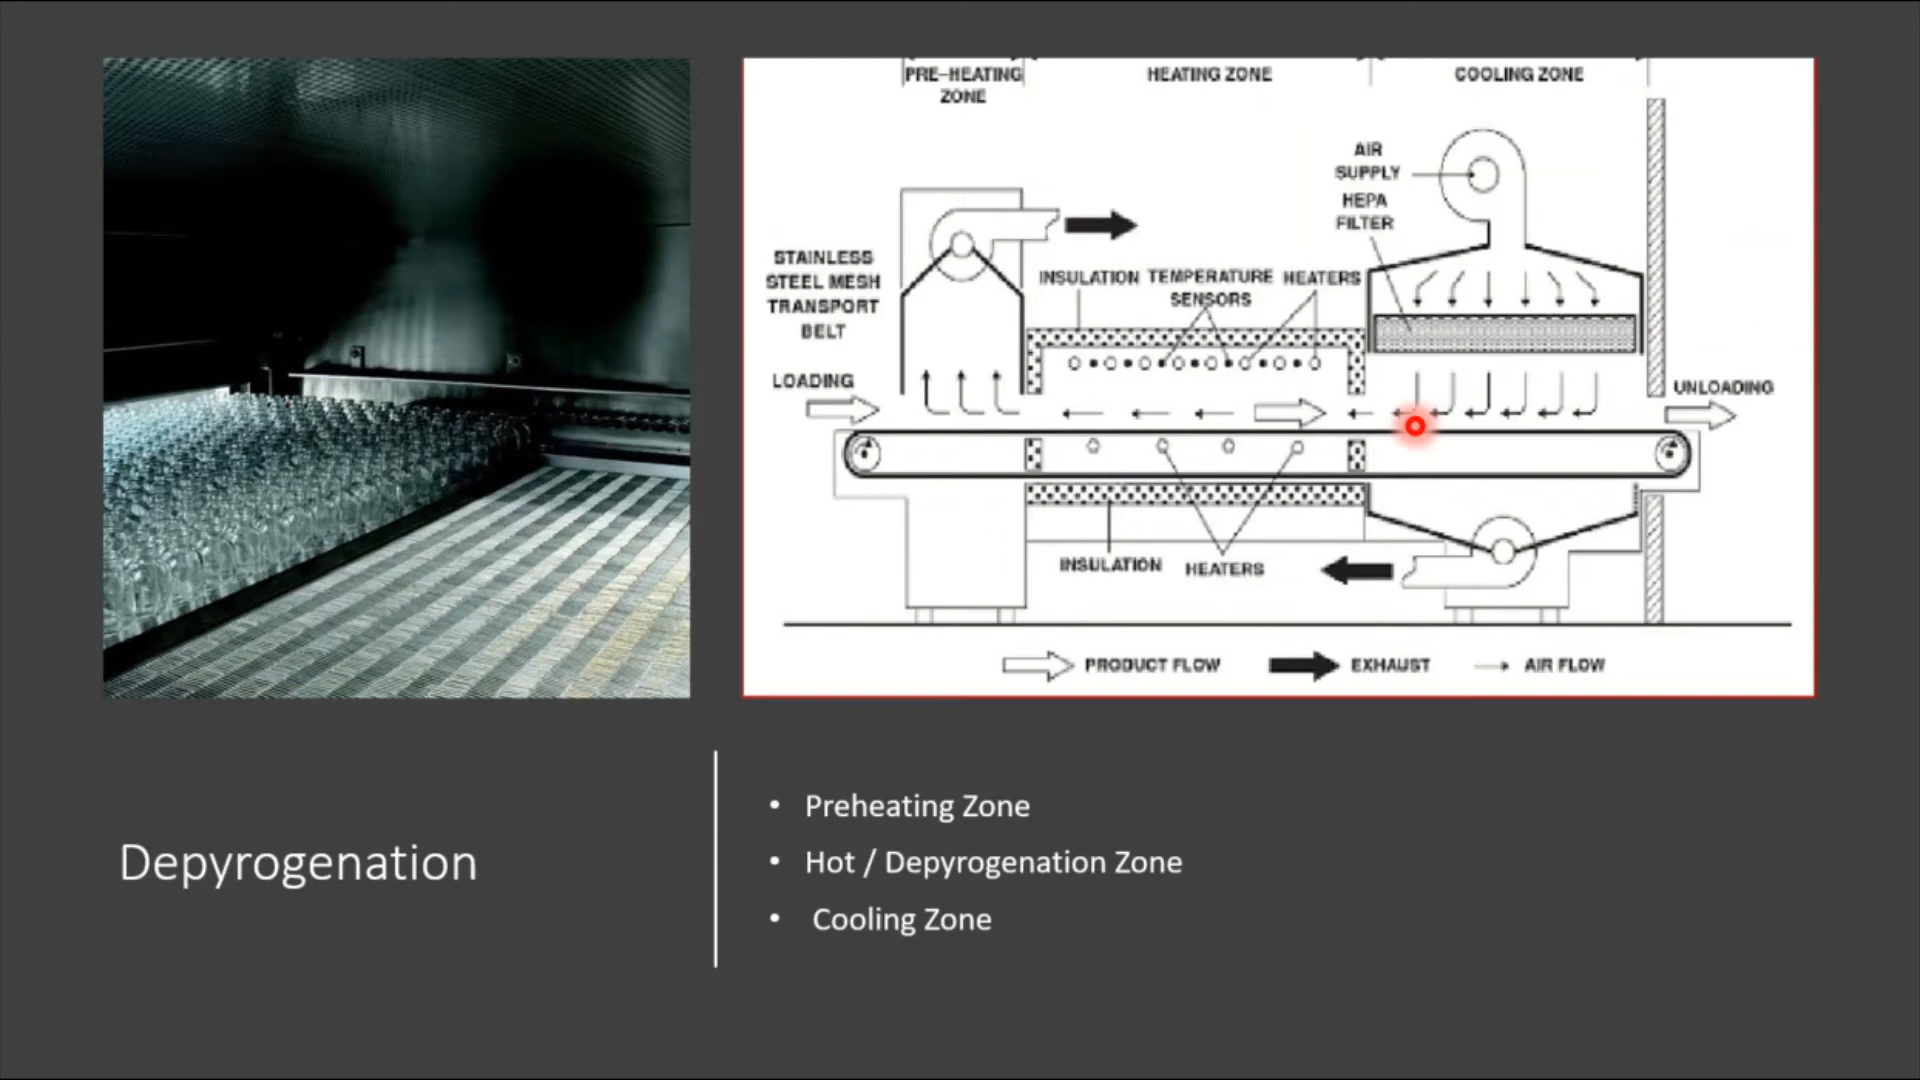 PRE-HEATING
ZONE
HEATING ZONE
COOLING ZONE
AIR
SUPPLY
HEPA
FILTER
STAINLESS
STEEL MESH
TRANSPORT
BELT
INSULATION
TEMPERATURE
SENSORS
HEATERS
LOADING
UNLOADING
INSULATION
HEATERS
PRODUCT FLOW
EXHAUST
AIR FLOW
Depyrogenation
• Preheating Zone
• Hot / Depyrogenation Zone
• Cooling Zone